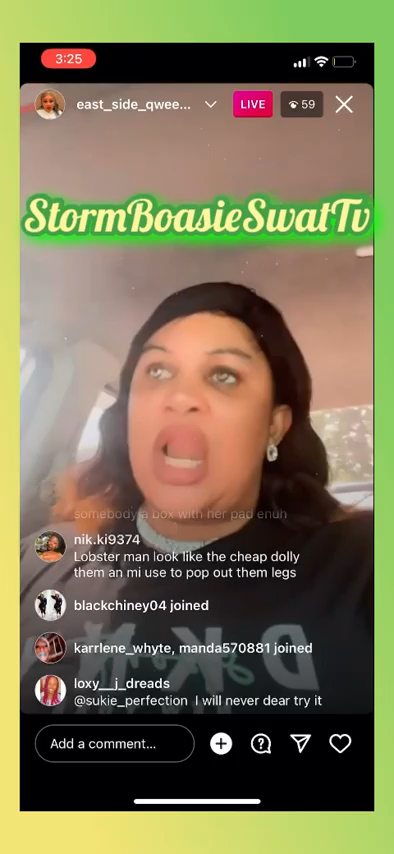 3:25
east_side_qwee...
LIVE
59
StormBoasieSwatTv
somebody a box with her pad enuh
nik.ki9374
Lobster man look like the cheap dolly
them an mi use to pop out them legs
blackchiney04 joined
karrlene_whyte, manda570881 joined
loxy__j_dreads
@sukie_perfection I will never dear try it
Add a comment...